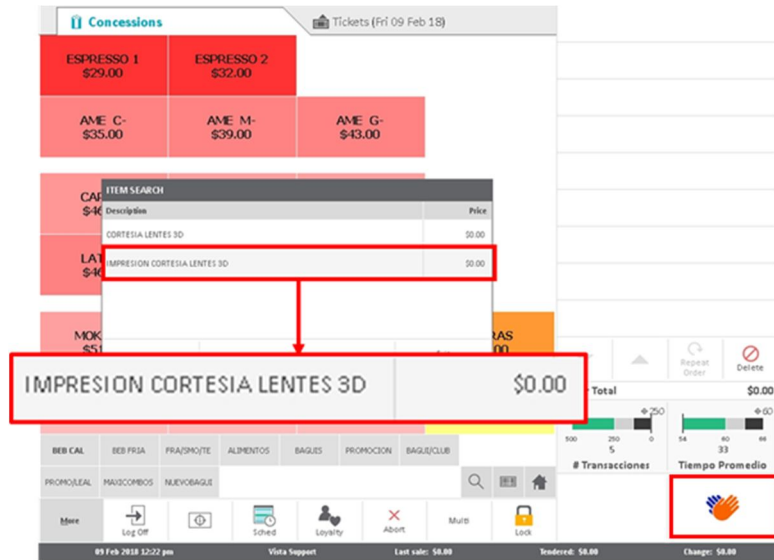 Concessions
Tickets (Fri 09 Feb 18)
ESPRESSO 1
$29.00
ESPRESSO 2
$32.00
AME C-
$35.00
AME M-
$39.00
AME G-
$43.00
ITEM SEARCH
Description Price
CORTESIA LENTES 3D $0.00
IMPRESION CORTESIA LENTES 3D $0.00
IMPRESION CORTESIA LENTES 3D $0.00
Repeat
Order
Delete
Total $0.00
250
60
500 250 0
5
# Transacciones
54 60 66
33
Tiempo Promedio
BEB CAL BEB FRIA FRA/SMO/TE ALIMENTOS BAGUES PROMOCION BAGUE/CLUB
PROMO/LEAL MAXICOMBOS NUEVOBAGUE
More
Log Off
Sched
Loyalty
Abort
Multi
Lock
09 Feb 2018 12:22 pm Vista Support Last sale: $0.00 Tendered: $0.00 Change: $0.00